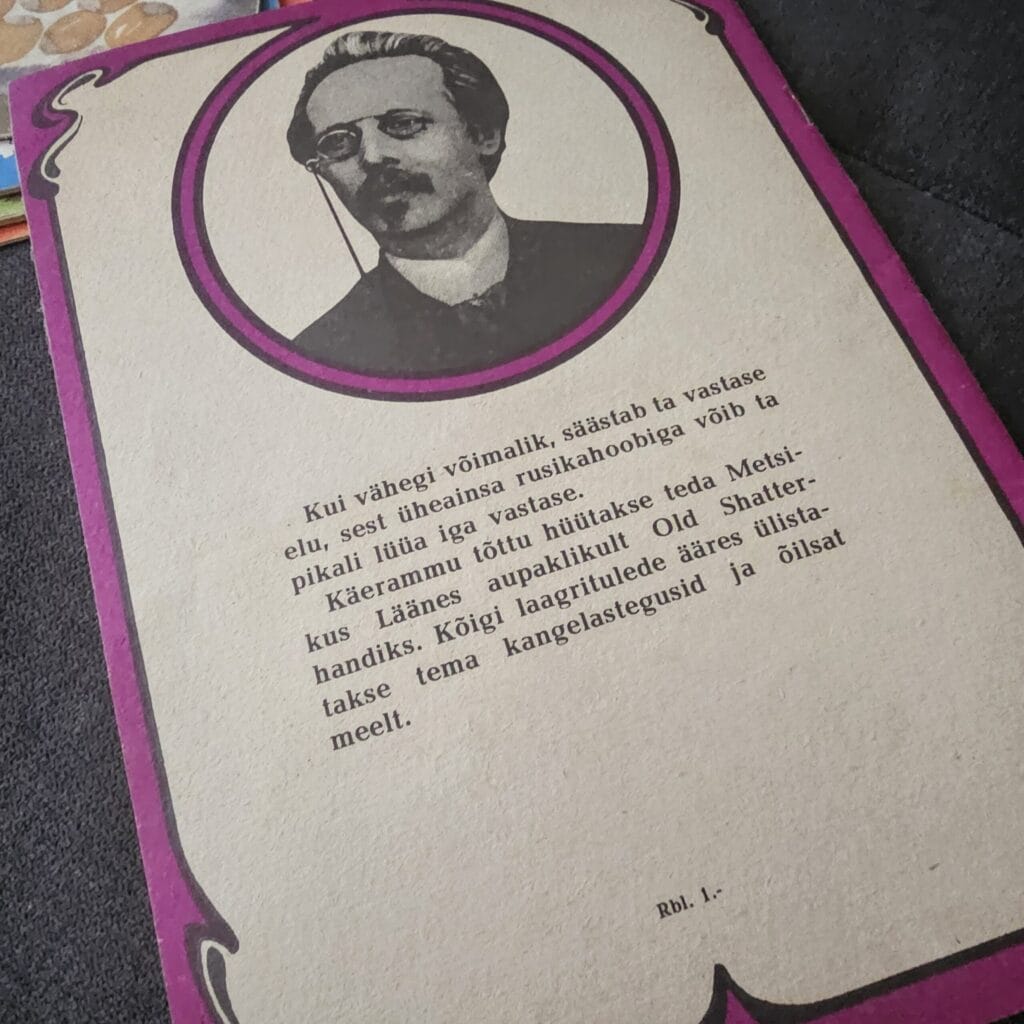 Kui vähegi võimalik, säästab ta vastase
elu, sest üheainsa rusikahoobiga võib ta
pikali lüüa iga vastase.
Käerammu tõttu hüütakse teda Metsi-
kus Läänes aupaklikult Old Shatter-
handiks. Kõigi laagritulede ääres ülista-
takse tema kangelastegusid ja õilsat
meelt.
Rbl. 1.-